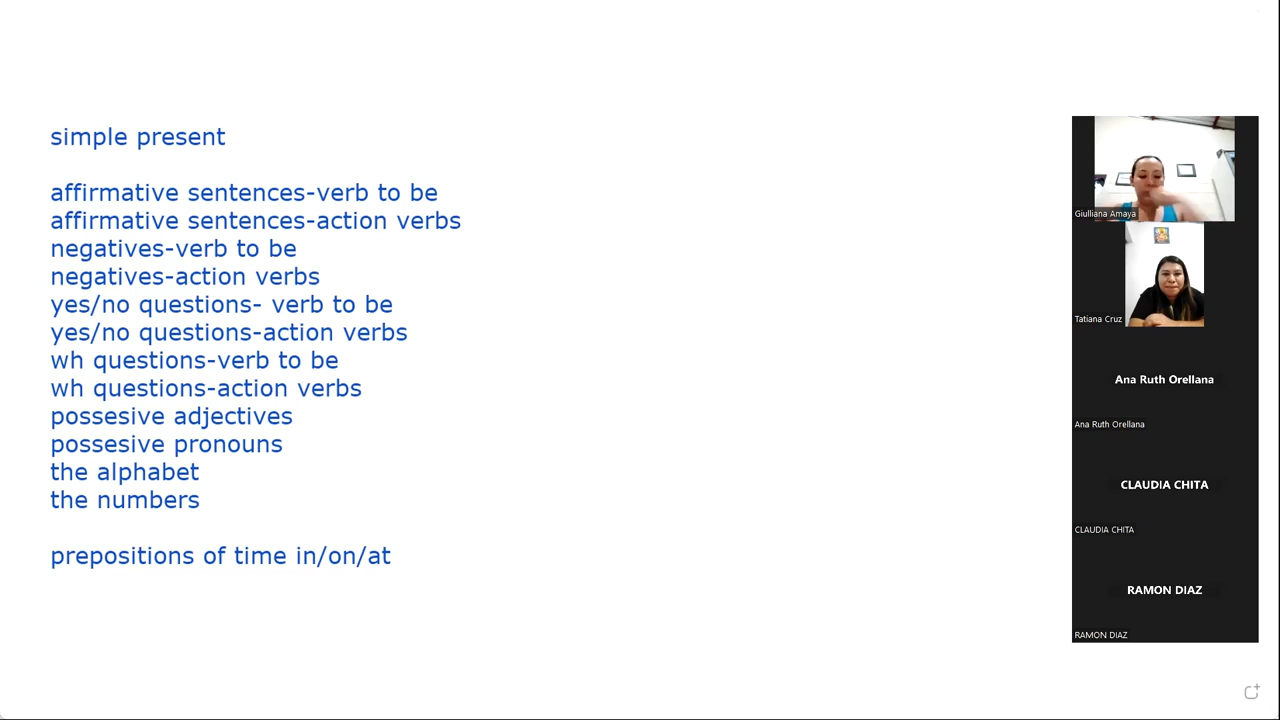 simple present
affirmative sentences-verb to be
affirmative sentences-action verbs
negatives-verb to be
negatives-action verbs
yes/no questions- verb to be
yes/no questions-action verbs
wh questions-verb to be
wh questions-action verbs
possesive adjectives
possesive pronouns
the alphabet
the numbers
prepositions of time in/on/at
Giulliana Amaya
Tatiana Cruz
Ana Ruth Orellana
Ana Ruth Orellana
CLAUDIA CHITA
CLAUDIA CHITA
RAMON DIAZ
RAMON DIAZ